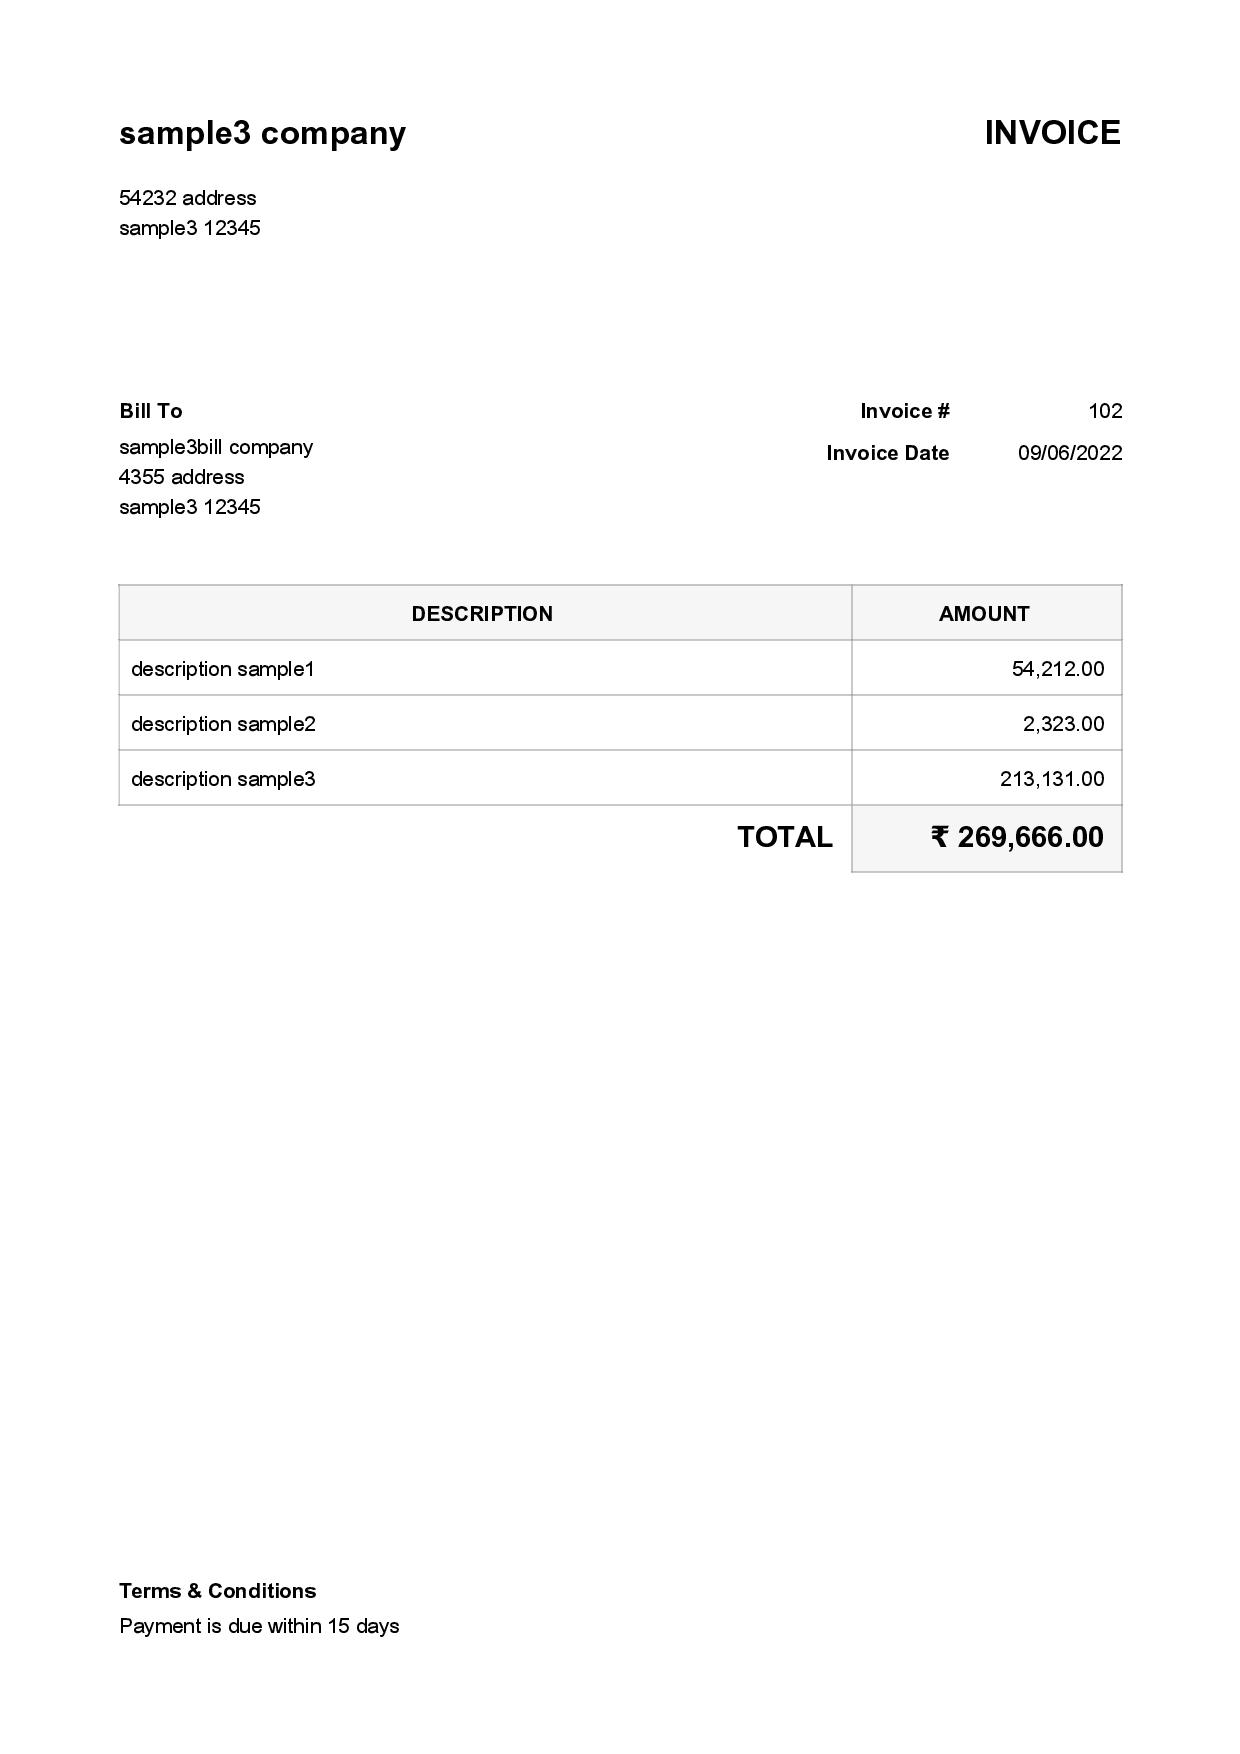 sample3 company
INVOICE
54232 address
sample3 12345
Bill To
sample3bill company
4355 address
sample3 12345
Invoice # 102
Invoice Date 09/06/2022
DESCRIPTION AMOUNT
description sample1 54,212.00
description sample2 2,323.00
description sample3 213,131.00
TOTAL ₹ 269,666.00
Terms & Conditions
Payment is due within 15 days